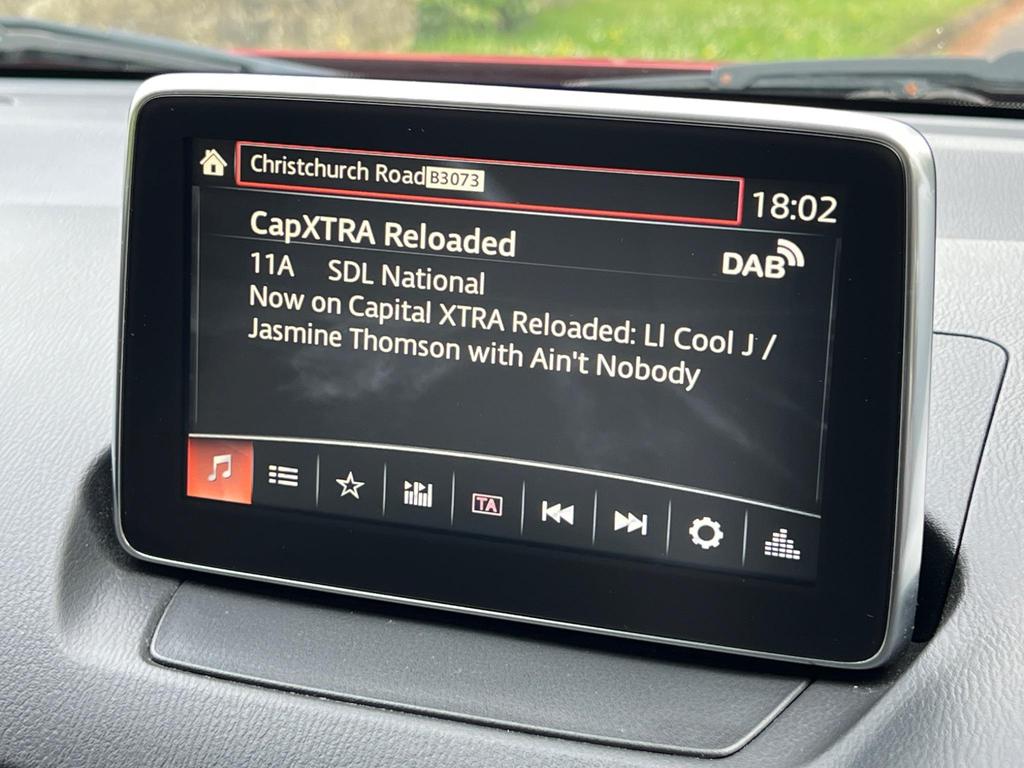 Christchurch Road B3073
18:02
CapXTRA Reloaded
DAB
11A SDL National
Now on Capital XTRA Reloaded: Ll Cool J /
Jasmine Thomson with Ain't Nobody
TA